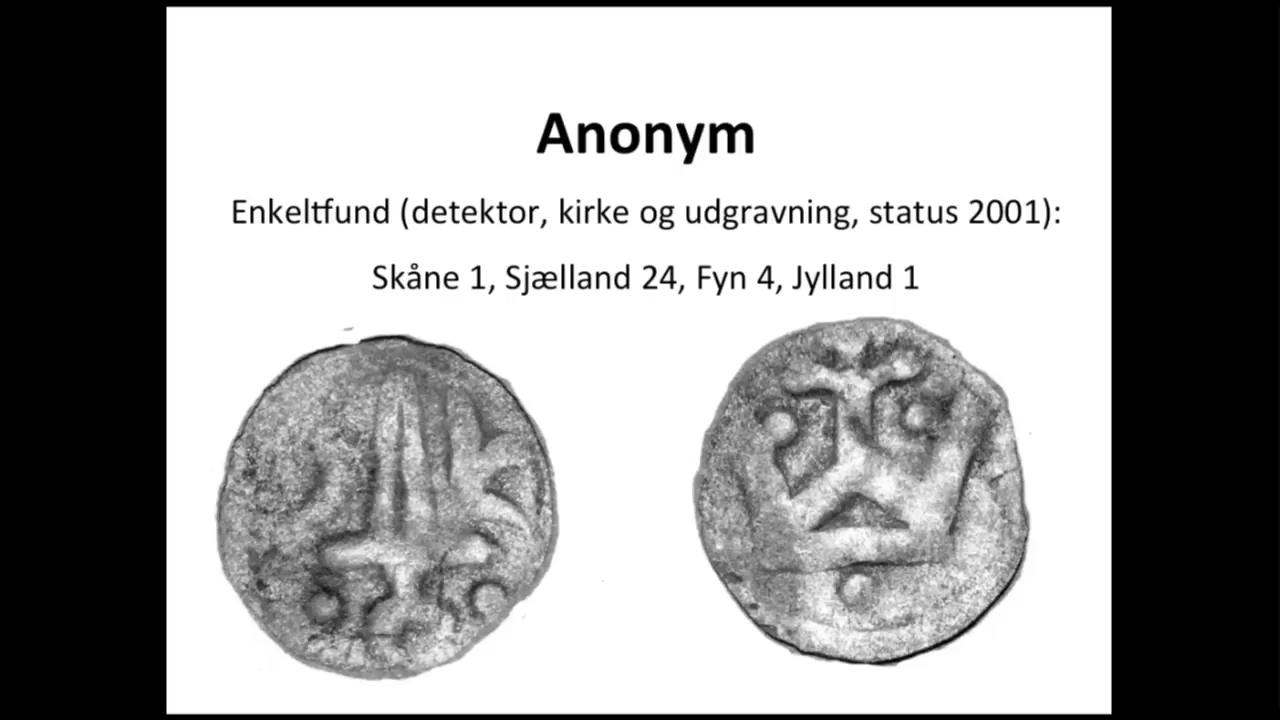 Anonym
Enkeltfund (detektor, kirke og udgravning, status 2001):
Skåne 1, Sjælland 24, Fyn 4, Jylland 1